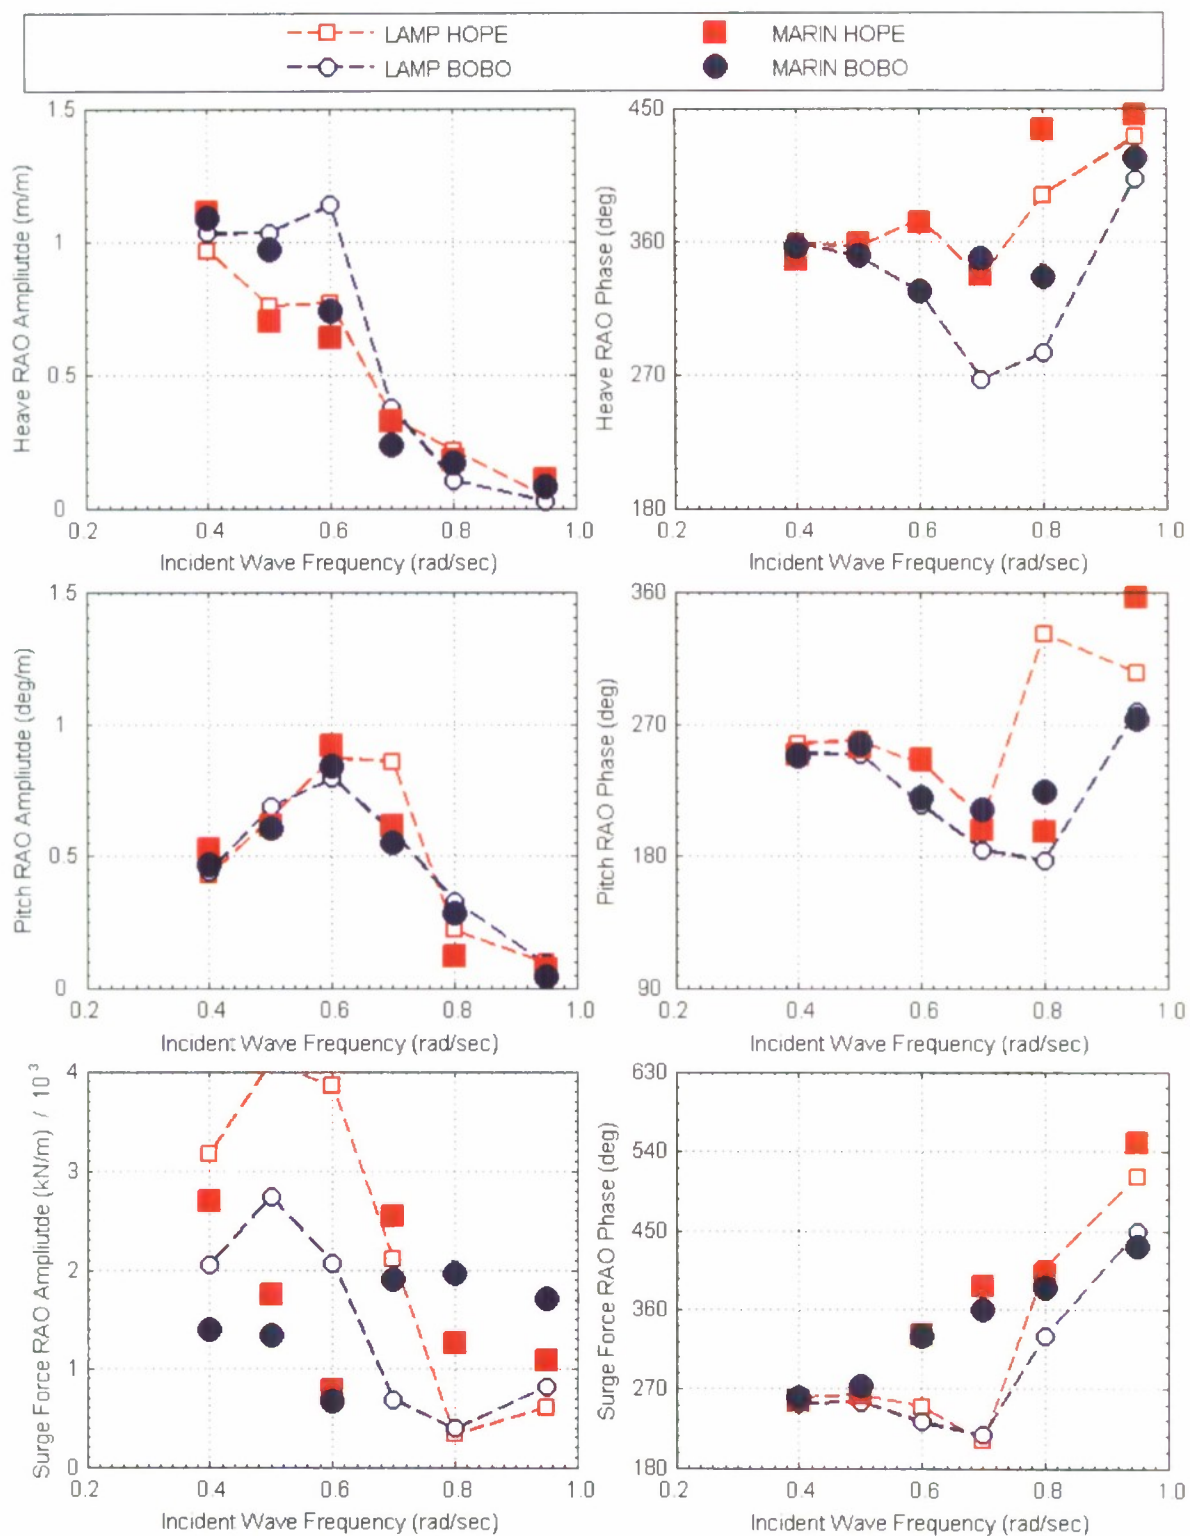 LAMP HOPE MARIN HOPE
LAMP BOBO MARIN BOBO
Heave RAO Ampliutde (m/m)
1.5
1
0.5
0
0.2 0.4 0.6 0.8 1.0
Incident Wave Frequency (rad/sec)
Heave RAO Phase (deg)
450
360
270
180
0.2 0.4 0.6 0.8 1.0
Incident Wave Frequency (rad/sec)
Pitch RAO Ampliutde (deg/m)
1.5
1
0.5
0
0.2 0.4 0.6 0.8 1.0
Incident Wave Frequency (rad/sec)
Pitch RAO Phase (deg)
360
270
180
90
0.2 0.4 0.6 0.8 1.0
Incident Wave Frequency (rad/sec)
Surge Force RAO Ampliutde (kN/m) / 10³
4
3
2
1
0
0.2 0.4 0.6 0.8 1.0
Incident Wave Frequency (rad/sec)
Surge Force RAO Phase (deg)
630
540
450
360
270
180
0.2 0.4 0.6 0.8 1.0
Incident Wave Frequency (rad/sec)